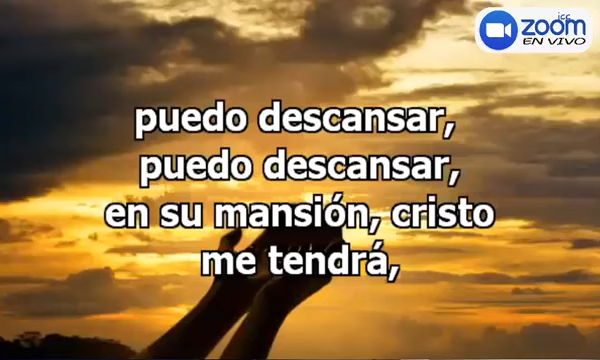 icc
zoom
EN VIVO
puedo descansar,
puedo descansar,
en su mansión, cristo
me tendrá,